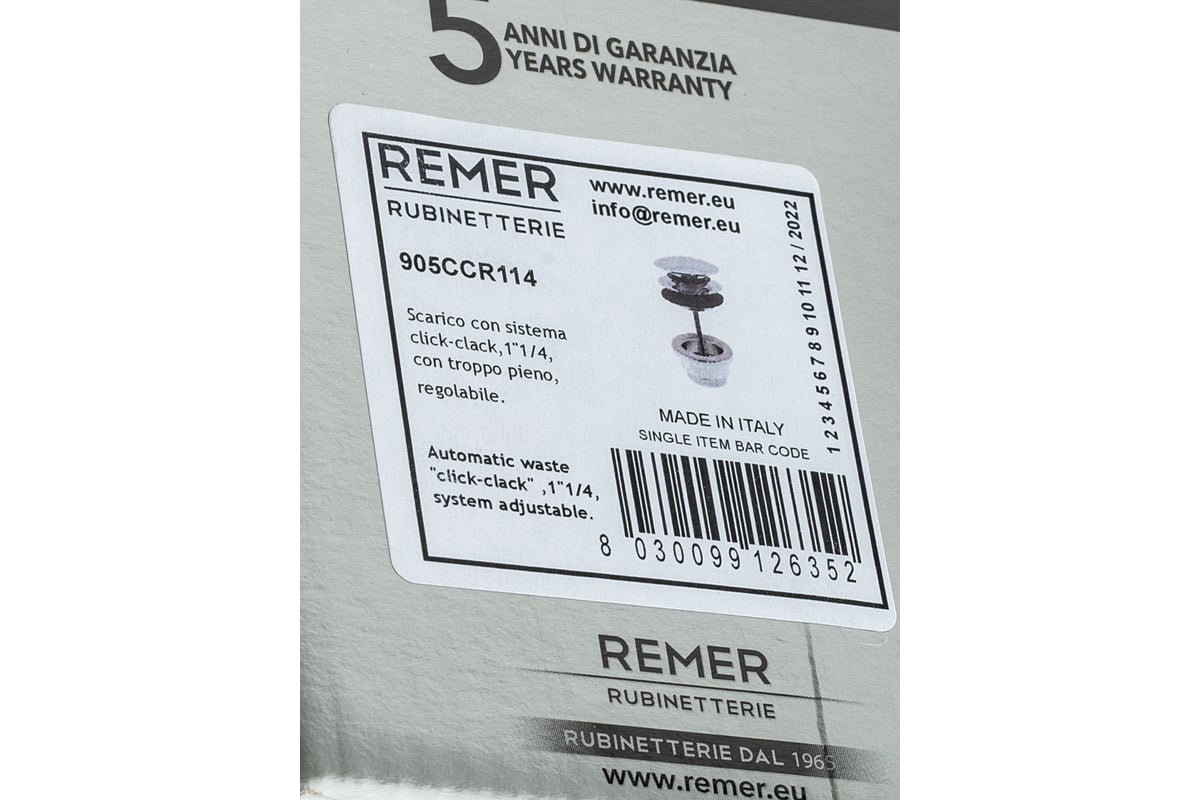 5 ANNI DI GARANZIA
YEARS WARRANTY
REMER
RUBINETTERIE
www.remer.eu
info@remer.eu
905CCR114
Scarico con sistema
click-clack,1"1/4,
con troppo pieno,
regolabile.
Automatic waste
"click-clack" ,1"1/4,
system adjustable.
MADE IN ITALY
SINGLE ITEM BAR CODE
1 2 3 4 5 6 7 8 9 10 11 12 / 2022
8 030099 126352
REMER
RUBINETTERIE
RUBINETTERIE DAL 1965
www.remer.eu